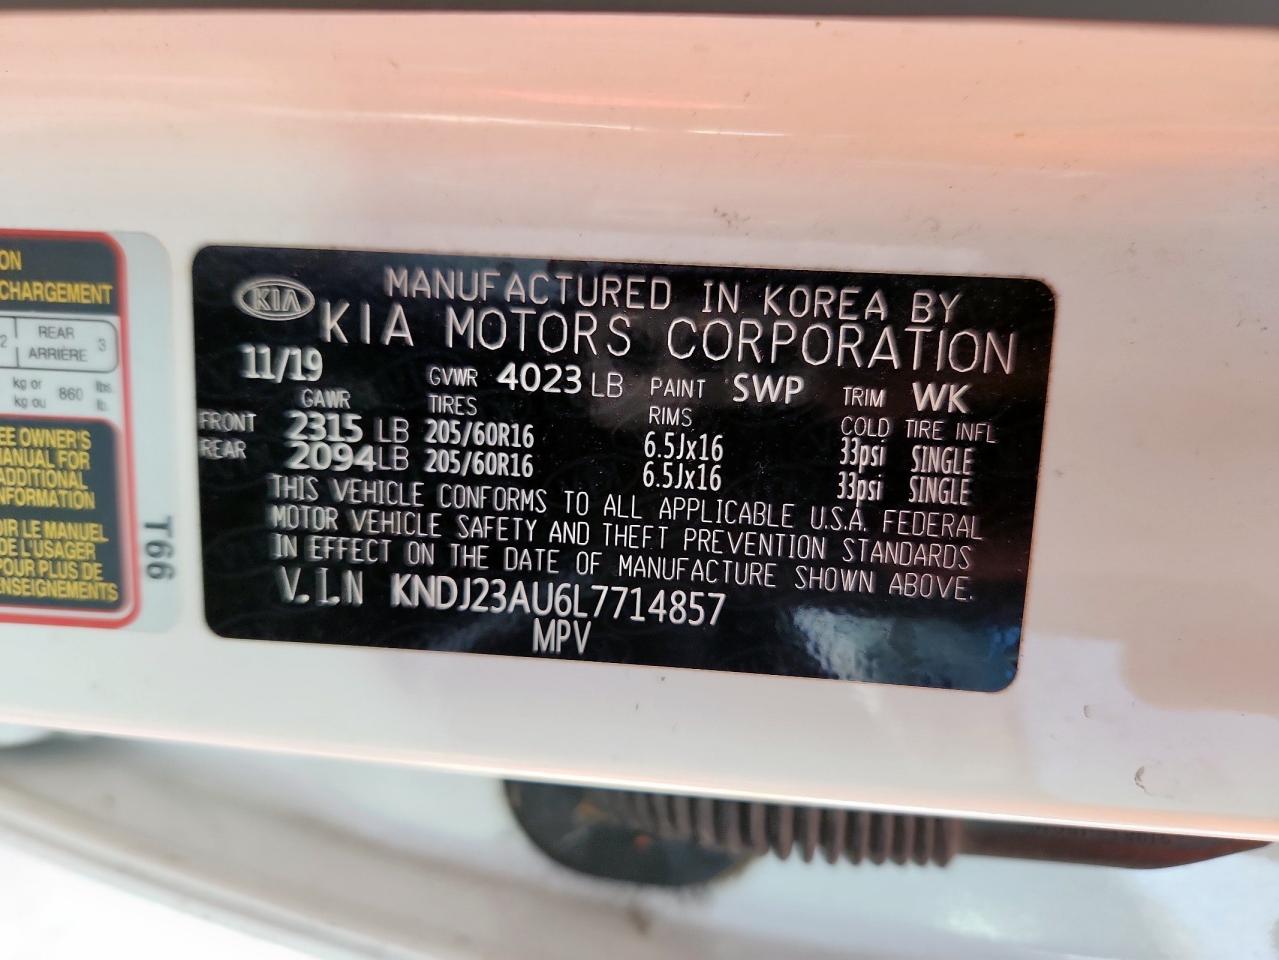 ON
CHARGEMENT
2 REAR 3
ARRIÈRE
kg or 860 lbs
kg ou lb.
EE OWNER'S
MANUAL FOR
ADDITIONAL
NFORMATION
OIR LE MANUEL
DE L'USAGER
POUR PLUS DE
ENSEIGNEMENTS
T66
KIA
MANUFACTURED IN KOREA BY
KIA MOTORS CORPORATION
11/19 GVWR 4023 LB PAINT SWP TRIM WK
GAWR TIRES RIMS COLD TIRE INFL
FRONT 2315 LB 205/60R16 6.5Jx16 33psi SINGLE
REAR 2094LB 205/60R16 6.5Jx16 33psi SINGLE
THIS VEHICLE CONFORMS TO ALL APPLICABLE U.S.A. FEDERAL
MOTOR VEHICLE SAFETY AND THEFT PREVENTION STANDARDS
IN EFFECT ON THE DATE OF MANUFACTURE SHOWN ABOVE.
V.I.N KNDJ23AU6L7714857
MPV